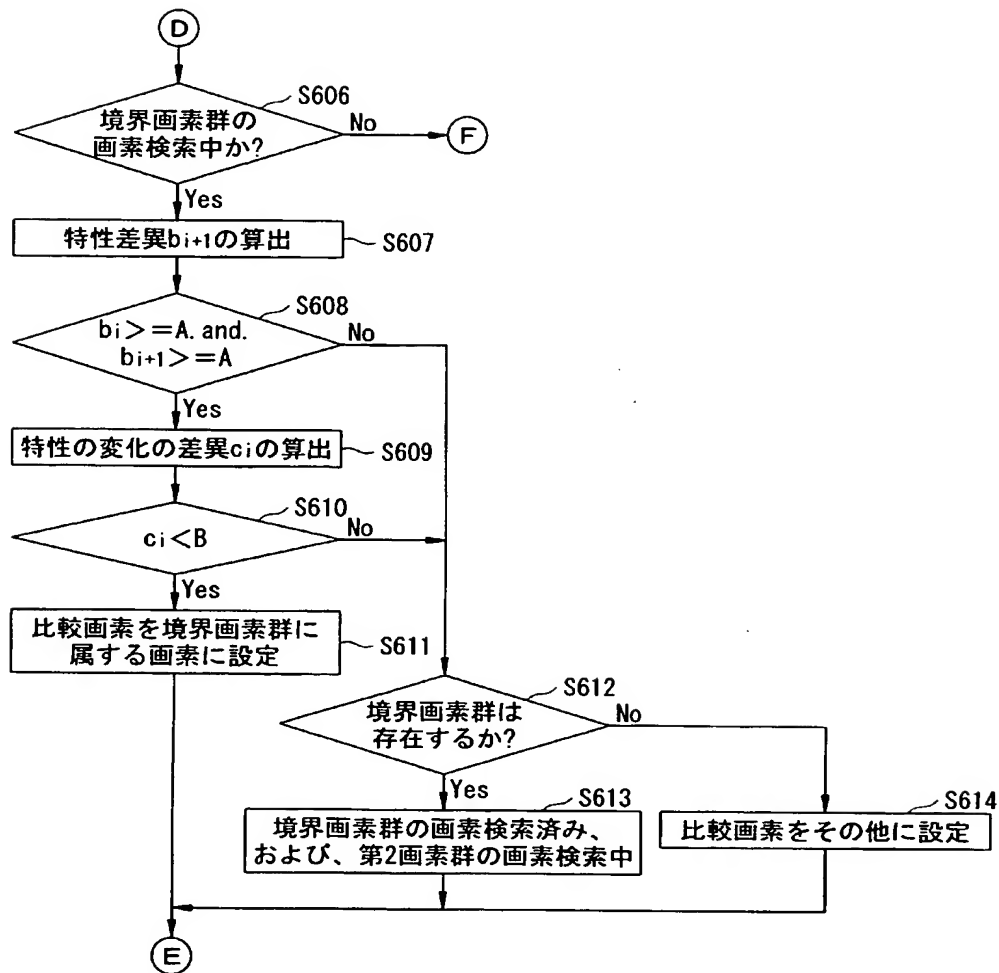 D
S606
境界画素群の
画素検索中か?
No
F
Yes
特性差異bi+1の算出
S607
S608
bi>=A.and.
bi+1>=A
No
Yes
特性の変化の差異ciの算出
S609
S610
ci<B
No
Yes
比較画素を境界画素群に
属する画素に設定
S611
S612
境界画素群は
存在するか?
No
Yes
S613
境界画素群の画素検索済み、
および、第2画素群の画素検索中
S614
比較画素をその他に設定
E